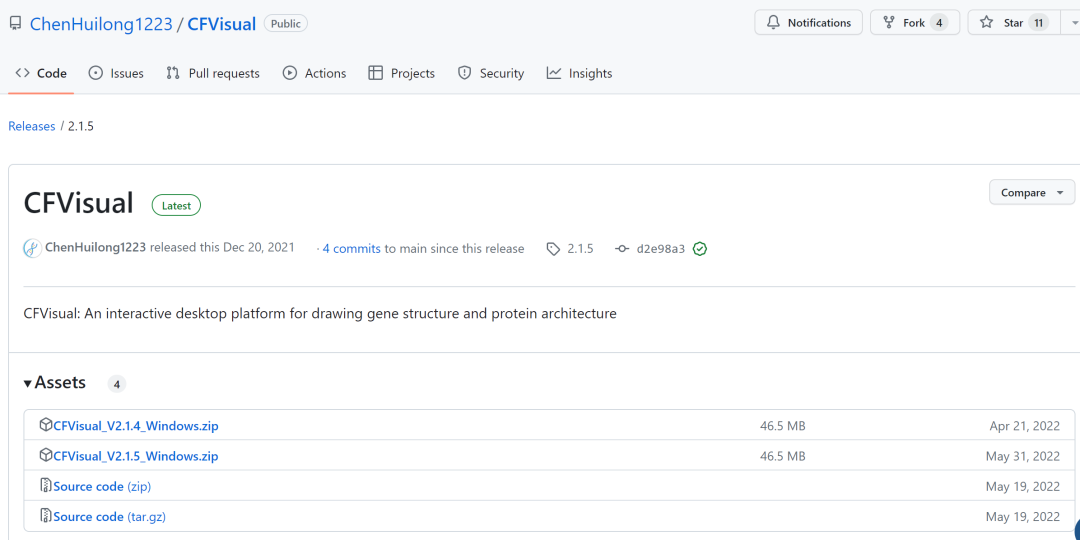 ChenHuilong1223 / CFVisual Public Notifications Fork 4 Star 11
Code Issues Pull requests Actions Projects Security Insights
Releases / 2.1.5
CFVisual Latest Compare
ChenHuilong1223 released this Dec 20, 2021 · 4 commits to main since this release 2.1.5 d2e98a3
CFVisual: An interactive desktop platform for drawing gene structure and protein architecture
Assets 4
CFVisual_V2.1.4_Windows.zip 46.5 MB Apr 21, 2022
CFVisual_V2.1.5_Windows.zip 46.5 MB May 31, 2022
Source code (zip) May 19, 2022
Source code (tar.gz) May 19, 2022